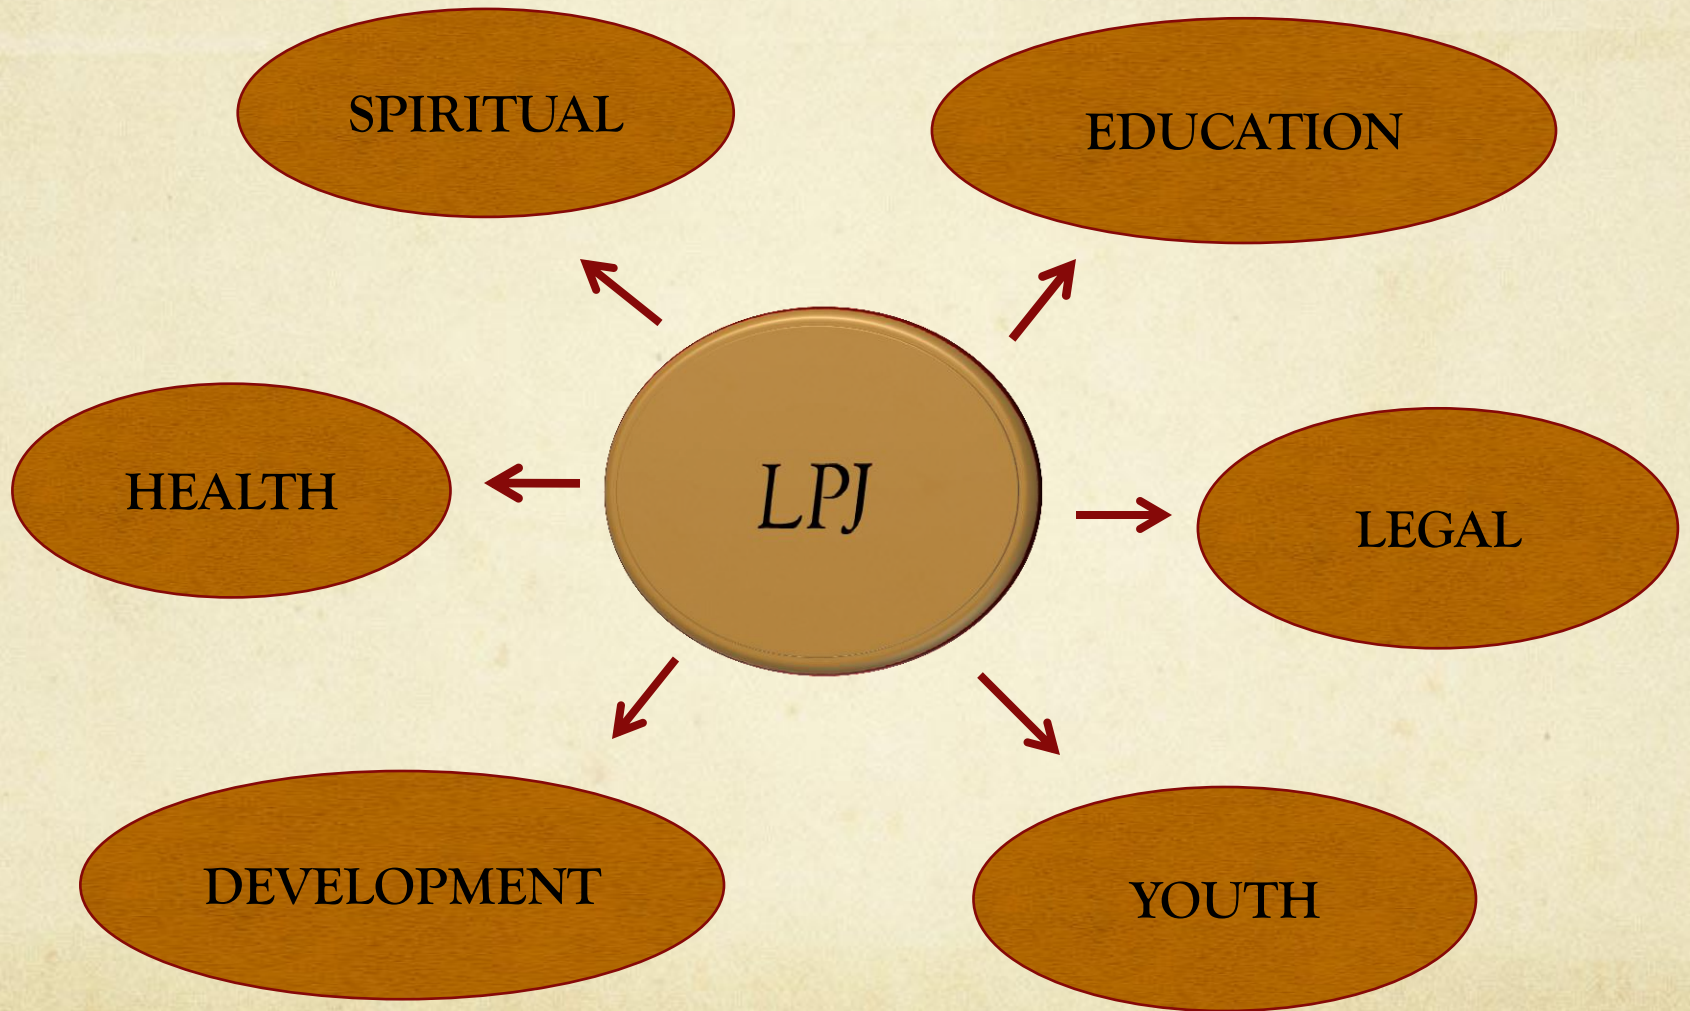 SPIRITUAL
EDUCATION
HEALTH
LPJ
LEGAL
DEVELOPMENT
YOUTH